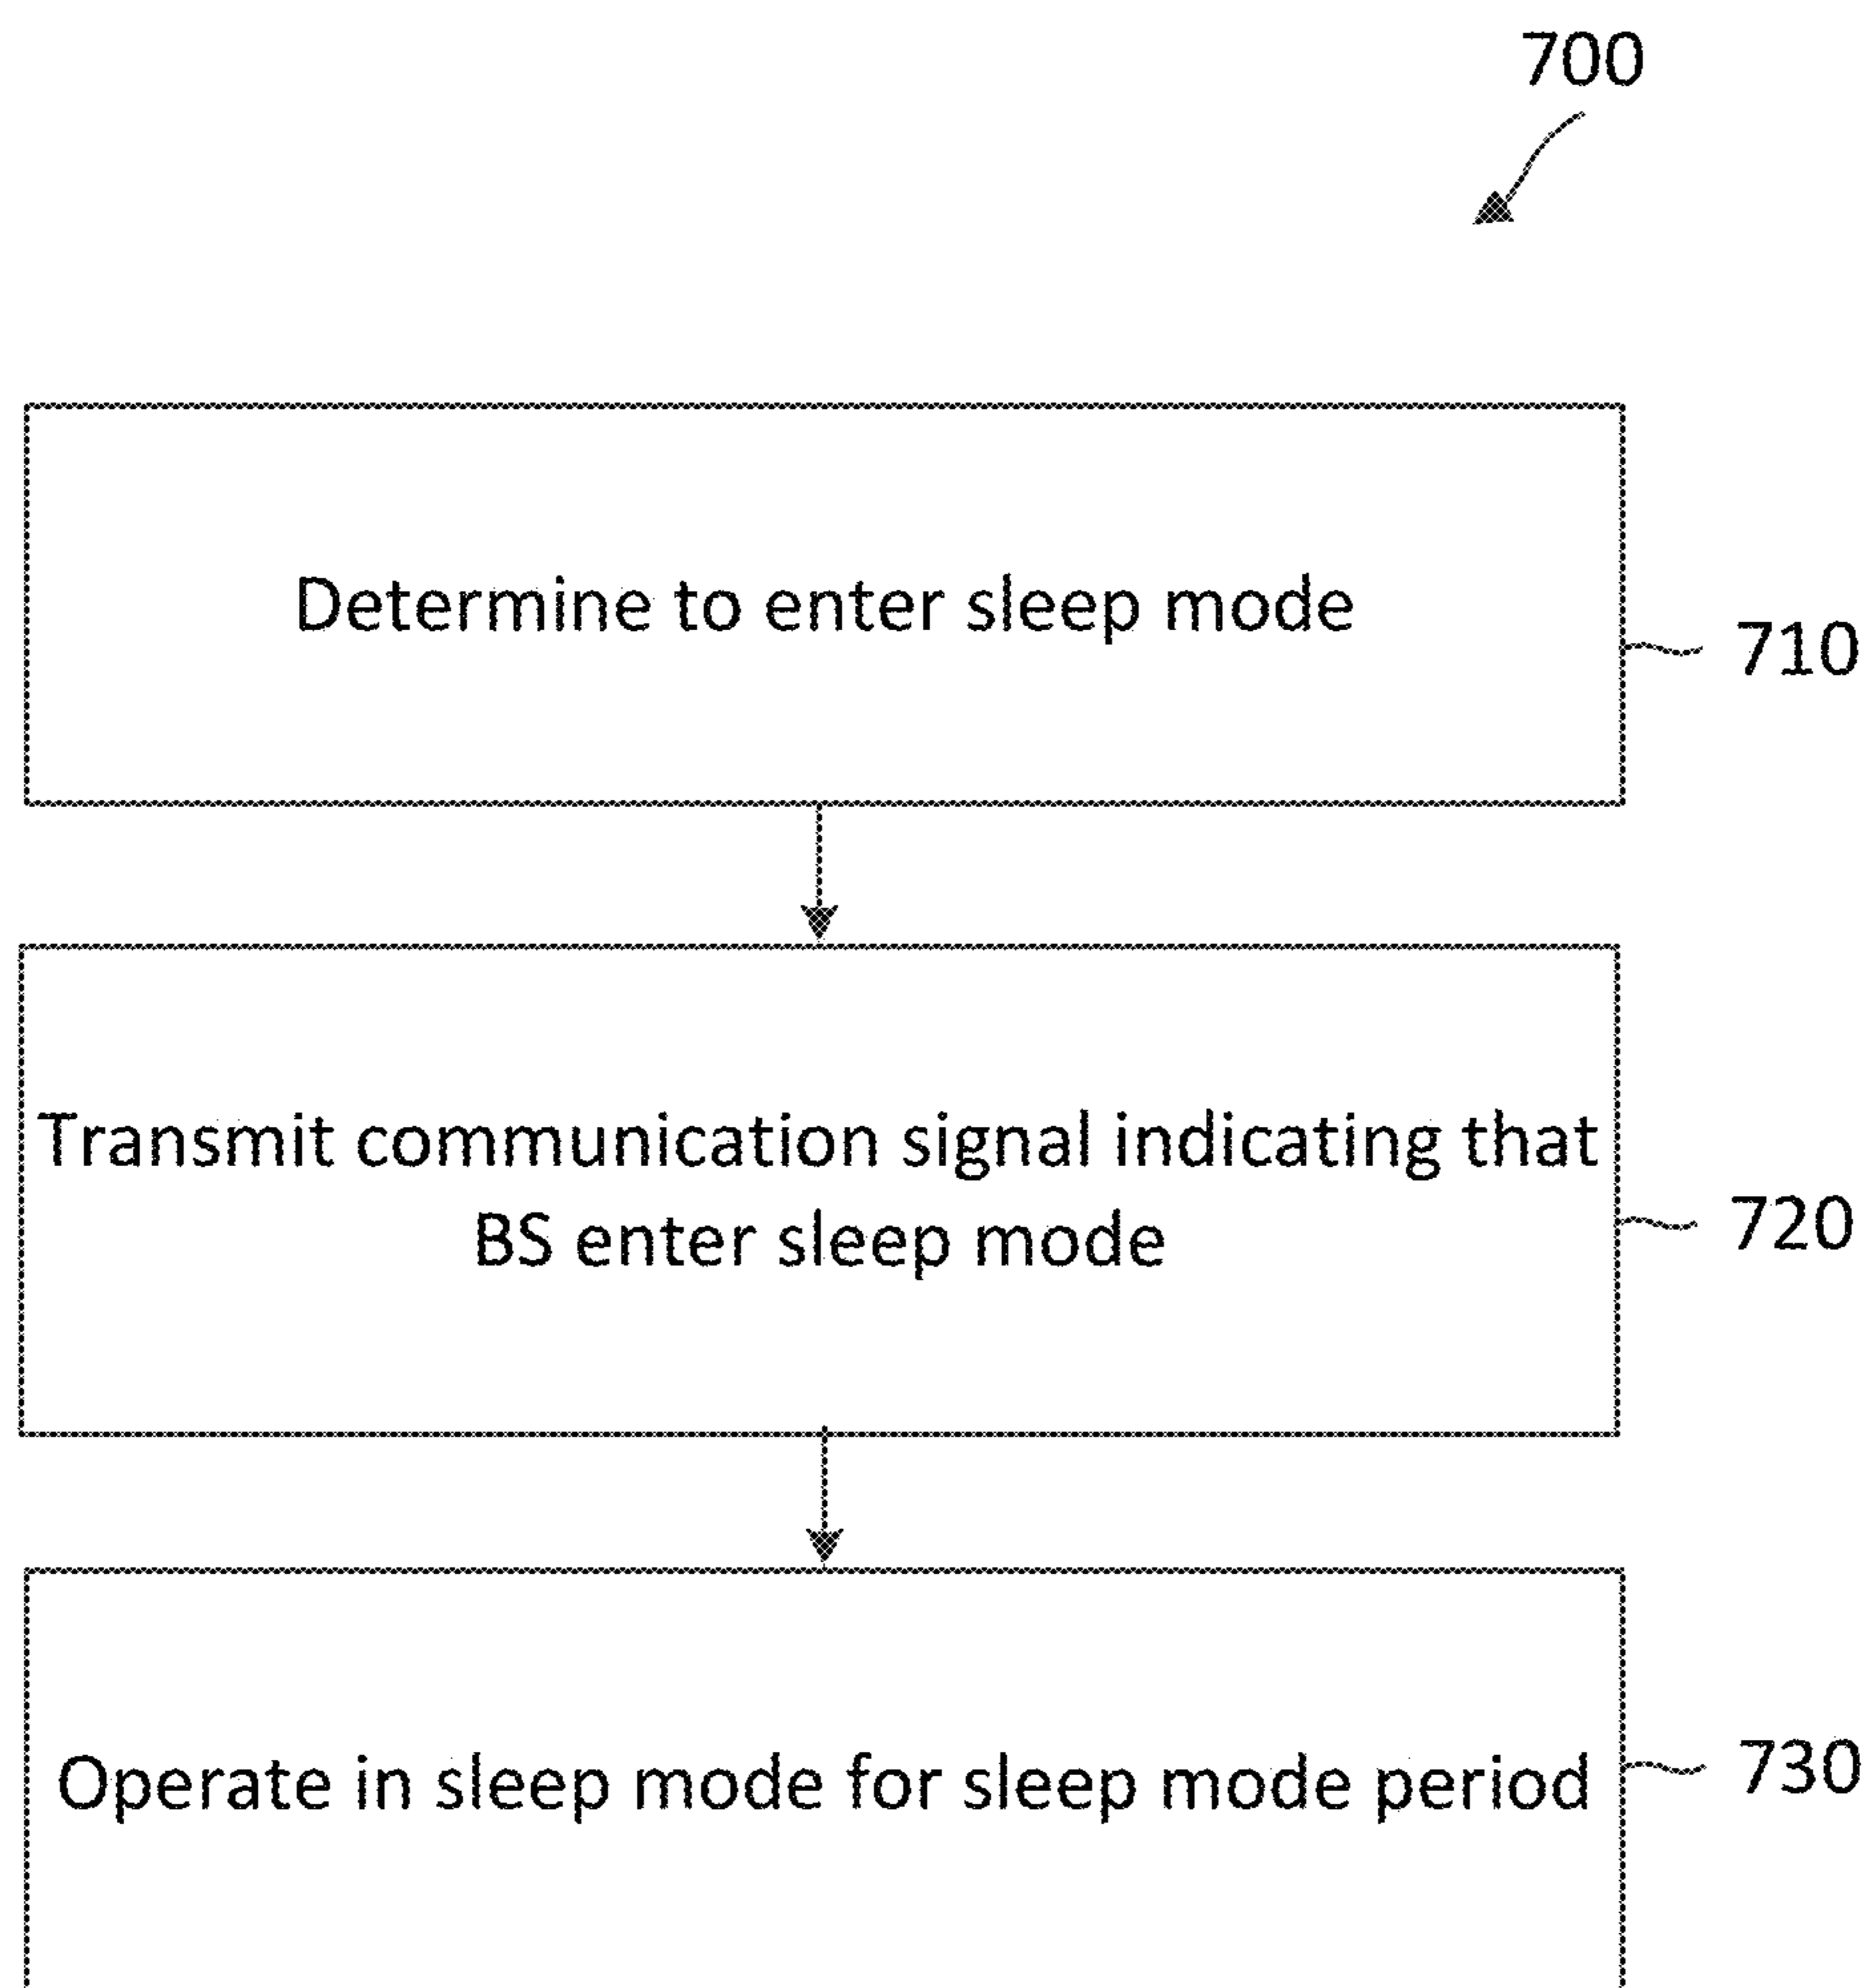 700
Determine to enter sleep mode
710
Transmit communication signal indicating that
BS enter sleep mode
720
Operate in sleep mode for sleep mode period
730